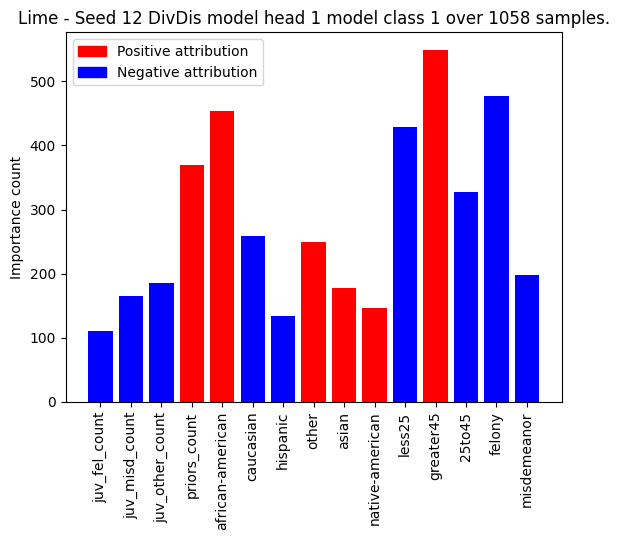 Lime - Seed 12 DivDis model head 1 model class 1 over 1058 samples.
Positive attribution
Negative attribution
Importance count
500
400
300
200
100
0
juv_fel_count
juv_misd_count
juv_other_count
priors_count
african-american
caucasian
hispanic
other
asian
native-american
less25
greater45
25to45
felony
misdemeanor